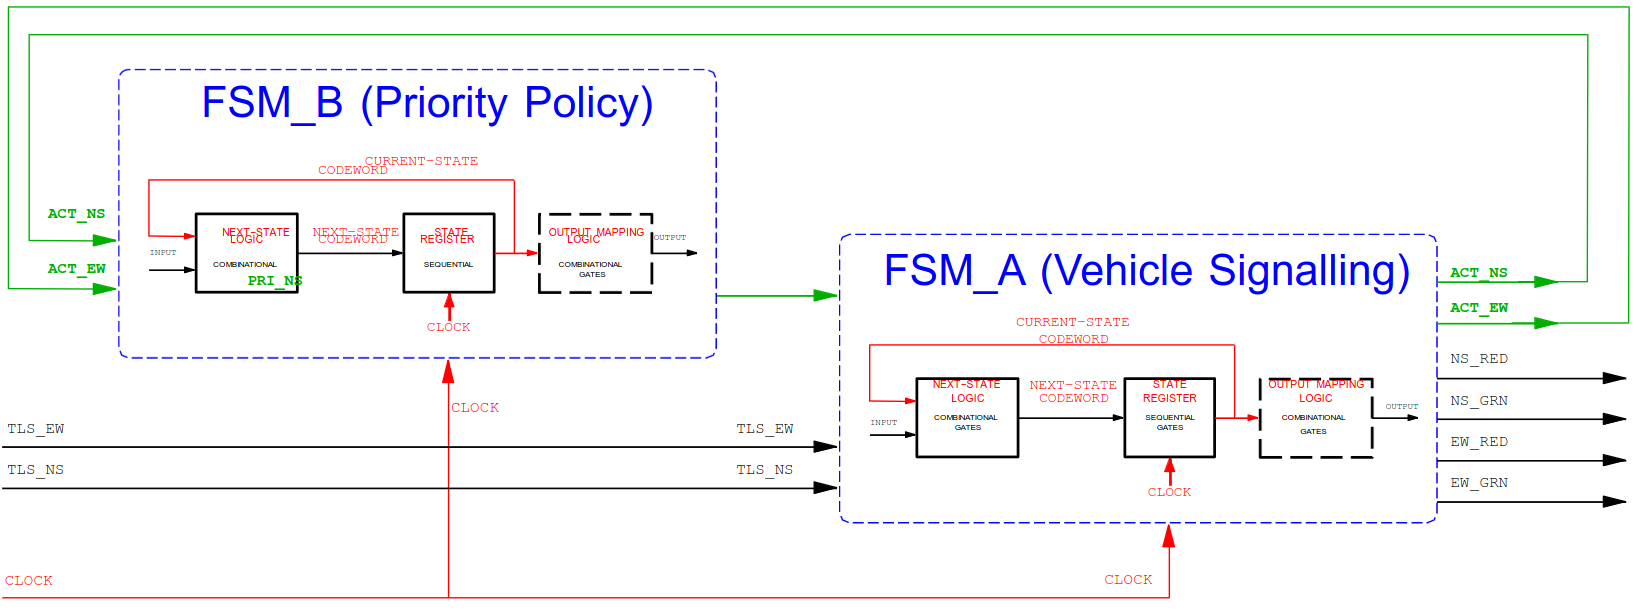 FSM_B (Priority Policy)
CURRENT-STATE
CODEWORD
ACT_NS
NEXT-STATE
LOGIC
NEXT-STATE
CODEWORD
STATE
REGISTER
OUTPUT MAPPING
LOGIC
OUTPUT
INPUT
COMBINATIONAL
SEQUENTIAL
COMBINATIONAL
GATES
ACT_EW
PRI_NS
CLOCK
CLOCK
FSM_A (Vehicle Signalling)
ACT_NS
ACT_EW
CURRENT-STATE
CODEWORD
NEXT-STATE
LOGIC
COMBINATIONAL
GATES
NEXT-STATE
CODEWORD
STATE
REGISTER
SEQUENTIAL
GATES
OUTPUT MAPPING
LOGIC
COMBINATIONAL
GATES
INPUT
OUTPUT
CLOCK
NS_RED
NS_GRN
EW_RED
EW_GRN
TLS_EW
TLS_EW
TLS_NS
TLS_NS
CLOCK
CLOCK